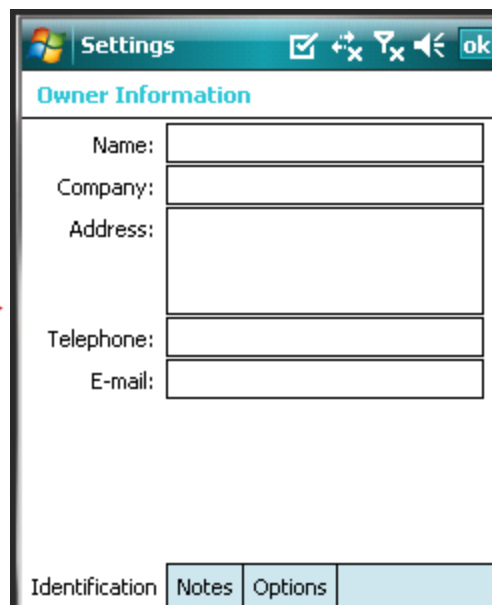 Settings ok
Owner Information
Name:
Company:
Address:
Telephone:
E-mail:
Identification Notes Options